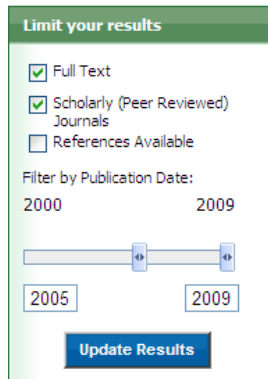 Limit your results
Full Text
Scholarly (Peer Reviewed)
Journals
References Available
Filter by Publication Date:
2000 2009
2005 2009
Update Results